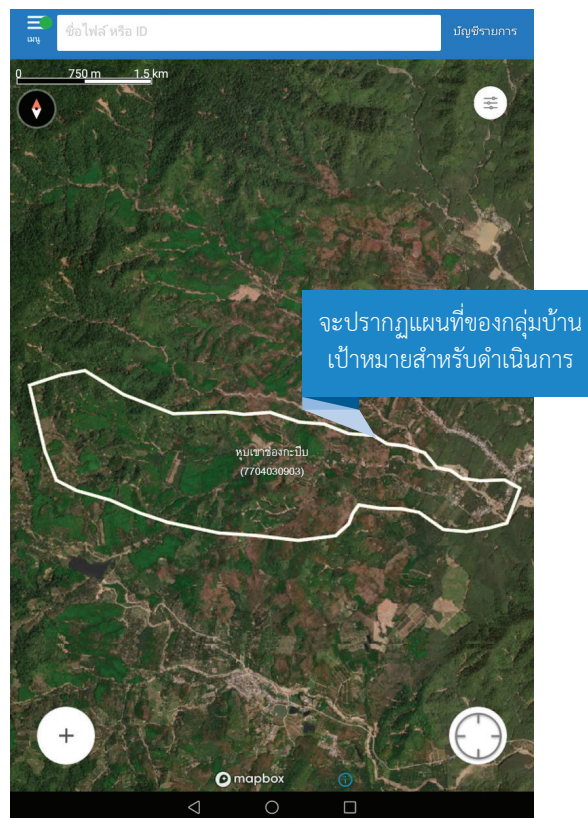 เมนู
ชื่อไฟล์ หรือ ID
บัญชีรายการ
0 750 m 1.5 km
จะปรากฏแผนที่ของกลุ่มบ้าน
เป้าหมายสำหรับดำเนินการ
หุบเขาช่องกะปีบ
(7704030903)
mapbox